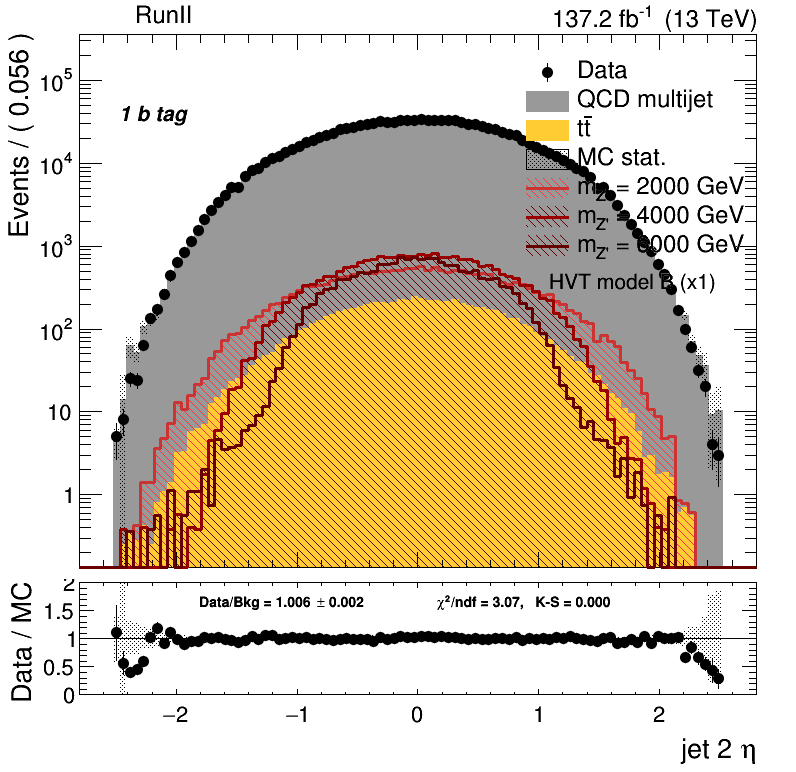 RunII 137.2 fb⁻¹ (13 TeV)
Events / ( 0.056 )
1 b tag
Data
QCD multijet
tt̄
MC stat.
m_Z' = 2000 GeV
m_Z' = 4000 GeV
m_Z' = 6000 GeV
HVT model B (x1)
10⁵
10⁴
10³
10²
10
1
Data / MC
Data/Bkg = 1.006 ± 0.002 χ²/ndf = 3.07, K-S = 0.000
2
1.5
1
0.5
0
−2 −1 0 1 2
jet 2 η